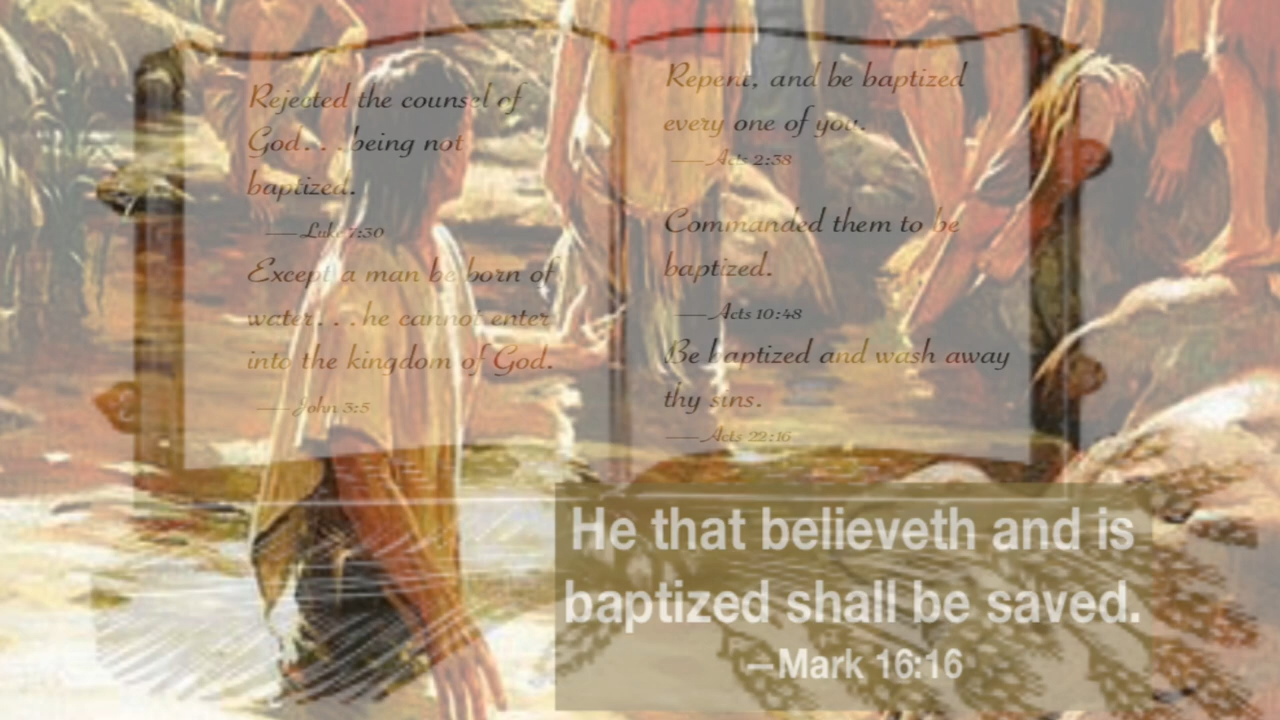 Rejected the counsel of
God. . . being not
baptized.
— Luke 7:30
Except a man be born of
water. . . he cannot enter
into the kingdom of God.
— John 3:5
Repent, and be baptized
every one of you.
— Acts 2:38
Commanded them to be
baptized.
— Acts 10:48
Be baptized and wash away
thy sins.
— Acts 22:16
He that believeth and is
baptized shall be saved.
—Mark 16:16